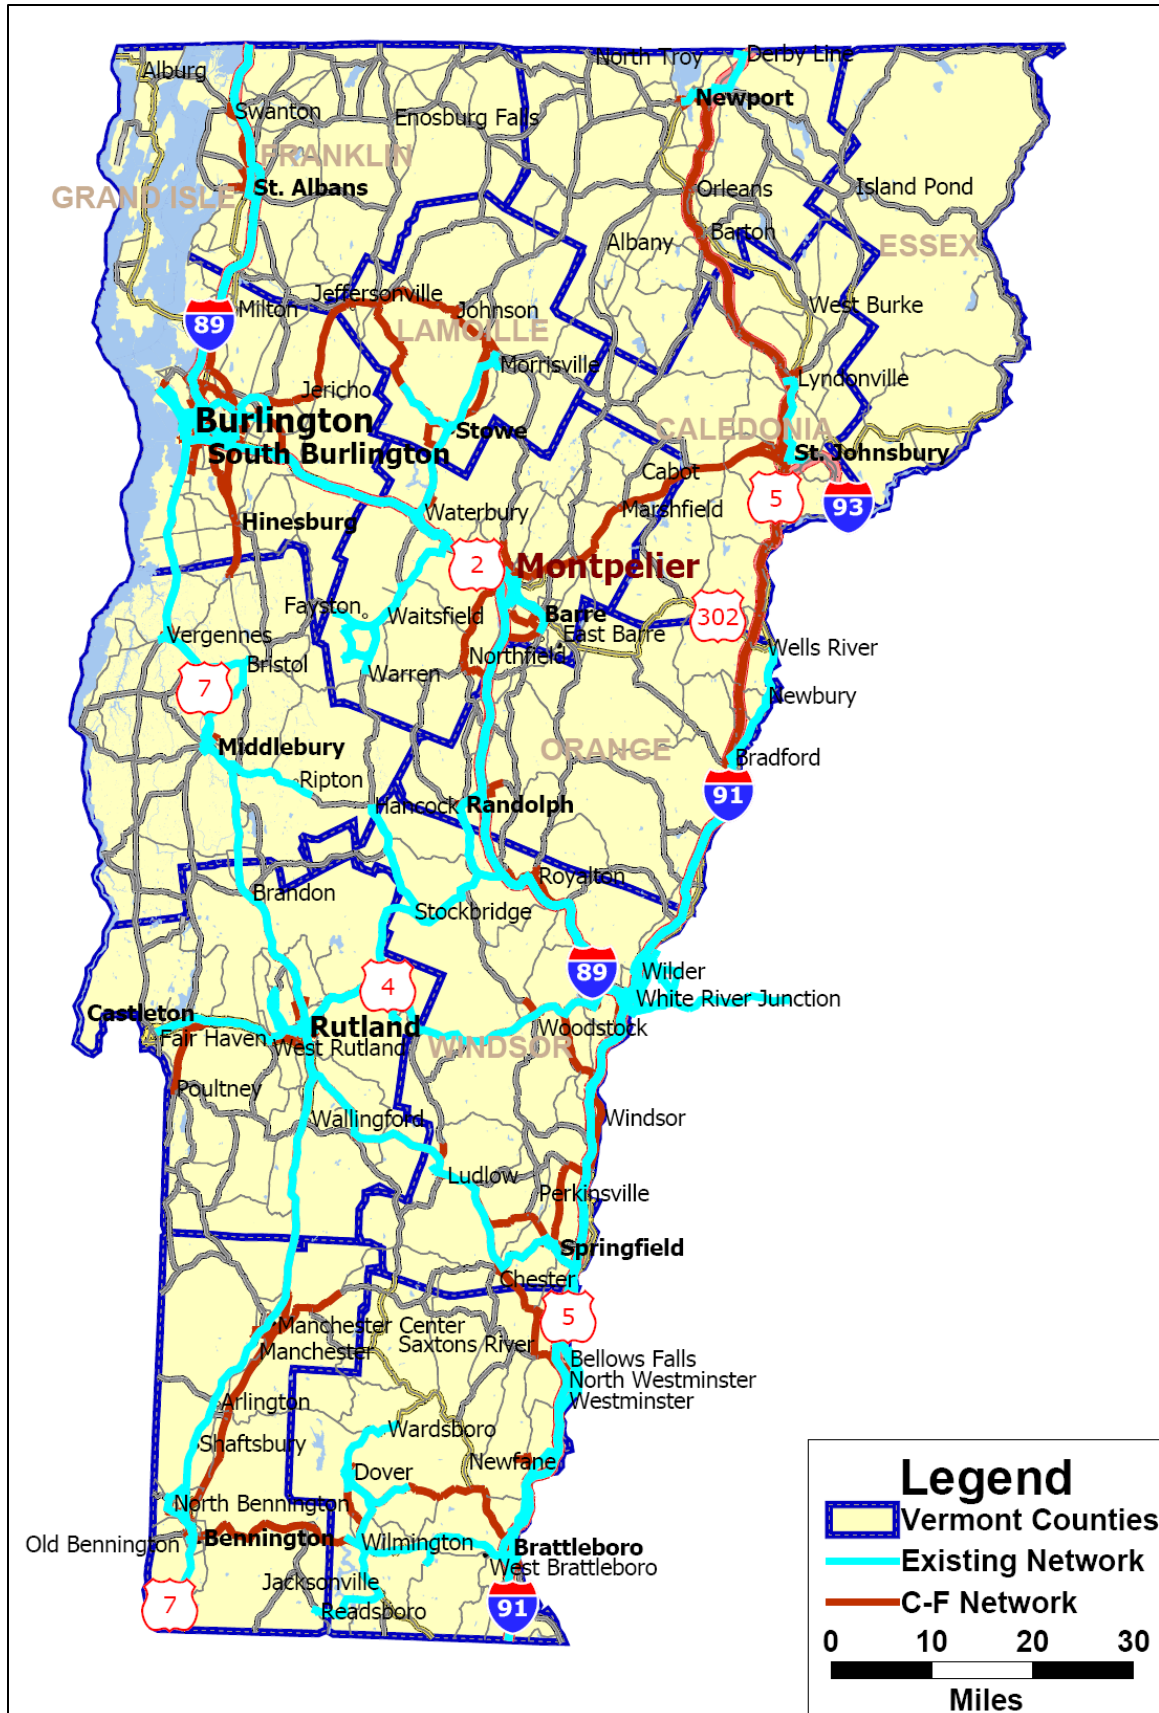 North Troy
Derby Line
Alburg
Newport
Swanton
Enosburg Falls
FRANKLIN
St. Albans
GRAND ISLE
Orleans
Island Pond
Barton
Albany
ESSEX
Jeffersonville
Milton
Johnson
West Burke
89
LAMOILLE
Morrisville
Jericho
Lyndonville
Burlington
Stowe
CALEDONIA
South Burlington
St. Johnsbury
Cabot
5
93
Waterbury
Marshfield
Hinesburg
2
Montpelier
Fayston
Waitsfield
Barre
302
East Barre
Vergennes
Wells River
Bristol
Northfield
Warren
7
Newbury
Middlebury
ORANGE
Bradford
Ripton
91
Hancock
Randolph
Royalton
Brandon
Stockbridge
89
Wilder
4
White River Junction
Castleton
Rutland
Woodstock
Fair Haven
West Rutland
WINDSOR
Poultney
Wallingford
Windsor
Ludlow
Perkinsville
Springfield
Chester
5
Manchester Center
Saxtons River
Manchester
Bellows Falls
North Westminster
Arlington
Westminster
Wardsboro
Shaftsbury
Newfane
Dover
North Bennington
Bennington
Old Bennington
Wilmington
Brattleboro
West Brattleboro
Jacksonville
7
Readsboro
91
Legend
Vermont Counties
Existing Network
C-F Network
0 10 20 30
Miles